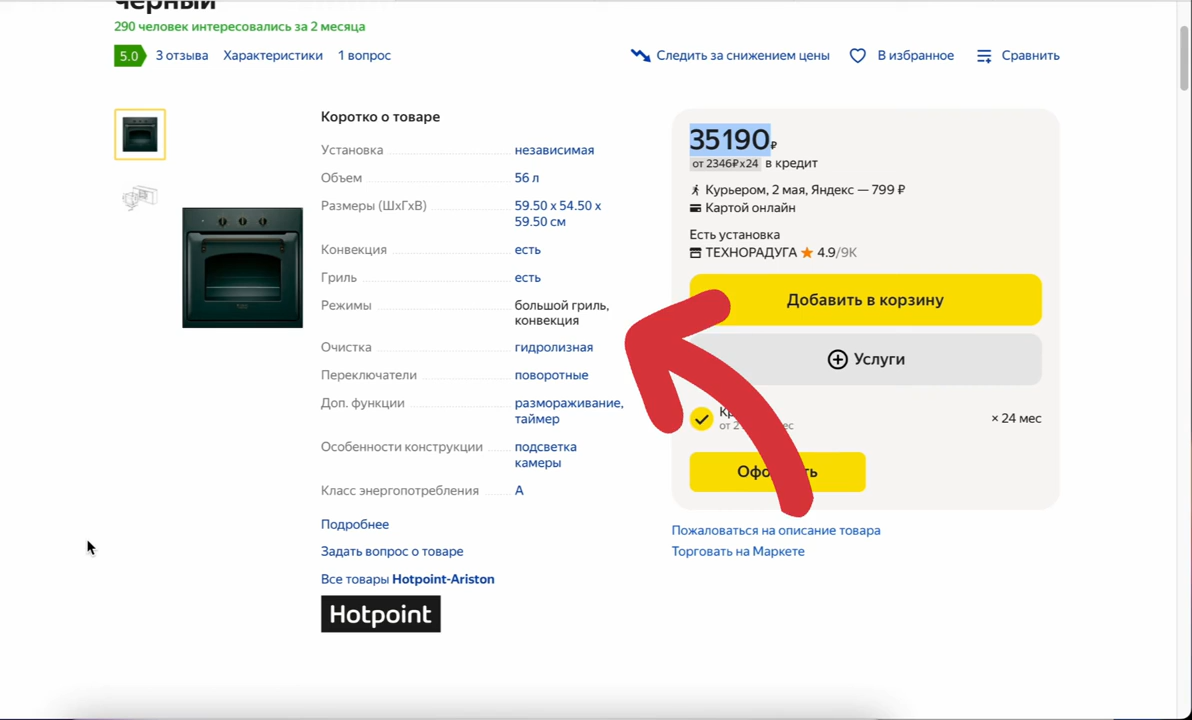 черный
290 человек интересовались за 2 месяца
5.0 3 отзыва Характеристики 1 вопрос
Следить за снижением цены В избранное Сравнить
Коротко о товаре
Установка независимая
Объем 56 л
Размеры (ШхГхВ) 59.50 x 54.50 x
59.50 см
Конвекция есть
Гриль есть
Режимы большой гриль,
конвекция
Очистка гидролизная
Переключатели поворотные
Доп. функции размораживание,
таймер
Особенности конструкции подсветка
камеры
Класс энергопотребления A
Подробнее
Задать вопрос о товаре
Все товары Hotpoint-Ariston
Hotpoint
35190₽
от 2346₽x24 в кредит
Курьером, 2 мая, Яндекс — 799 ₽
Картой онлайн
Есть установка
ТЕХНОРАДУГА 4.9/9K
Добавить в корзину
Услуги
× 24 мес
Пожаловаться на описание товара
Торговать на Маркете